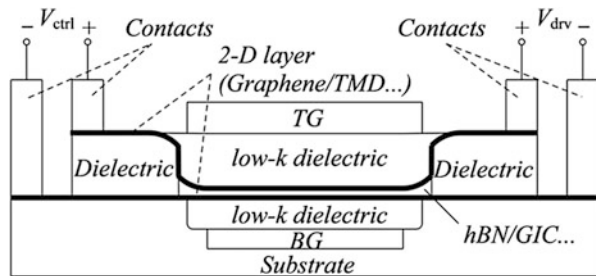 − V_ctrl + Contacts Contacts + V_drv −
2-D layer
(Graphene/TMD...)
TG
Dielectric low-k dielectric Dielectric
low-k dielectric
hBN/GIC...
BG
Substrate